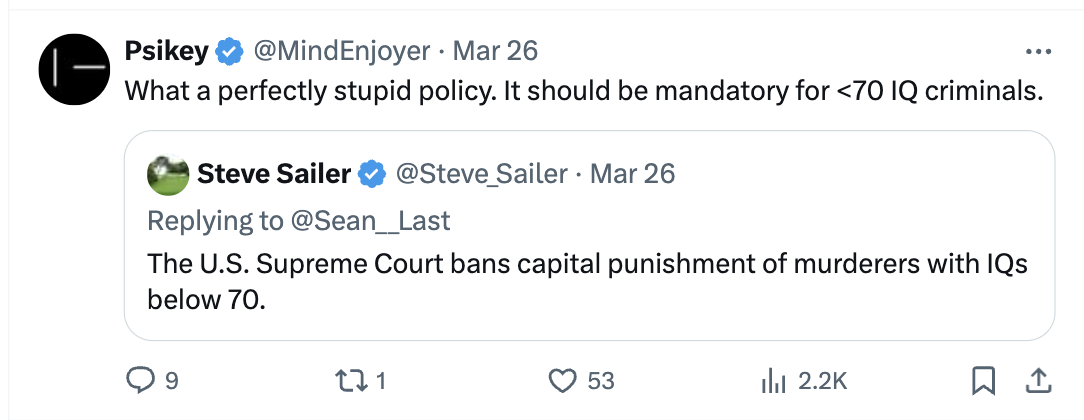 Psikey @MindEnjoyer · Mar 26
What a perfectly stupid policy. It should be mandatory for <70 IQ criminals.
Steve Sailer @Steve_Sailer · Mar 26
Replying to @Sean__Last
The U.S. Supreme Court bans capital punishment of murderers with IQs
below 70.
9 1 53 2.2K